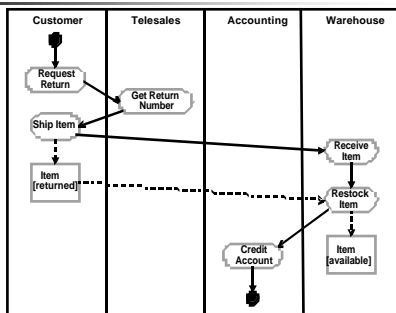 Customer
Telesales
Accounting
Warehouse
Request
Return
Get Return
Number
Ship Item
Receive
Item
Item
[returned]
Restock
Item
Credit
Account
Item
[available]